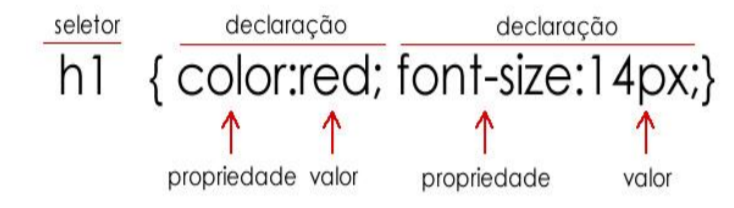 seletor declaração declaração
h1 { color:red; font-size:14px;}
propriedade valor propriedade valor